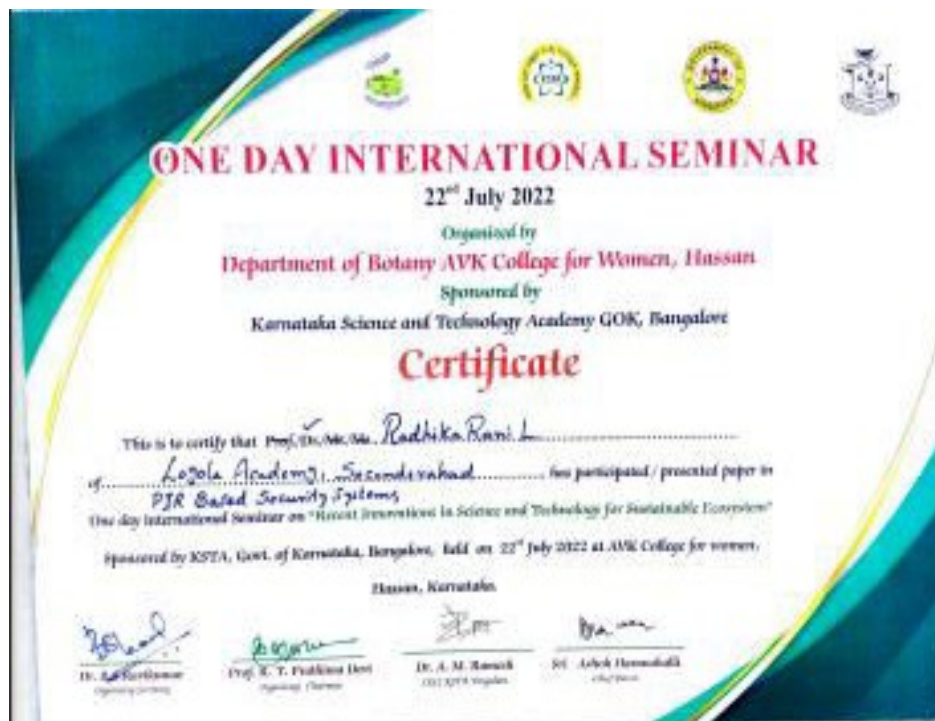 ONE DAY INTERNATIONAL SEMINAR
22nd July 2022
Organized by
Department of Botany AVK College for Women, Hassan
Sponsored by
Karnataka Science and Technology Academy GOK, Bangalore
Certificate
This is to certify that Prof. Dr. Mr. Ms. Radhika Rani. L
of Loyola Academy, Secunderabad has participated / presented paper in
PIR Based Security Systems
One day International Seminar on "Recent Innovations in Science and Technology for Sustainable Ecosystem"
Sponsored by KSTA, Govt. of Karnataka, Bangalore, held on 22nd July 2022 at AVK College for women,
Hassan, Karnataka.
Prof. K. T. Prathima Devi
Dr. A. M. Ramesh
Sri Ashok Haranahalli